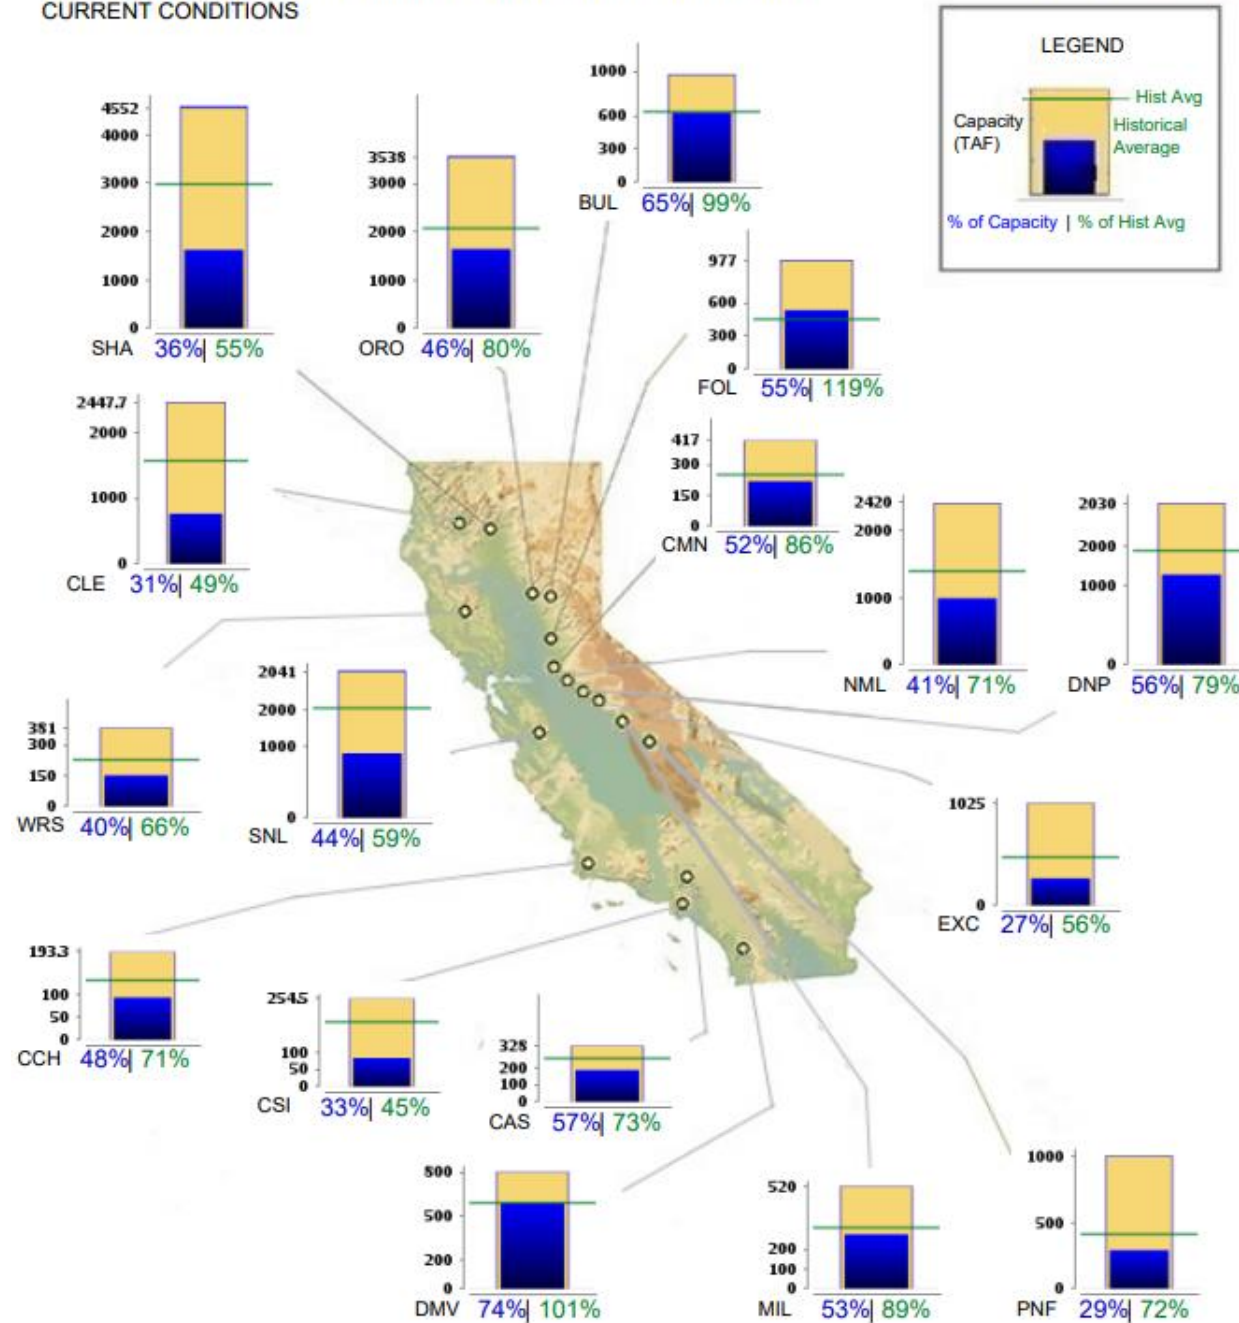 CURRENT CONDITIONS
LEGEND
Capacity
(TAF)
Hist Avg
Historical
Average
% of Capacity | % of Hist Avg
4552
4000
3000
2000
1000
0
SHA 36%| 55%
3538
3000
2000
1000
0
ORO 46%| 80%
1000
600
300
0
BUL 65%| 99%
977
600
300
0
FOL 55%| 119%
2447.7
2000
1000
0
CLE 31%| 49%
417
300
150
0
CMN 52%| 86%
2420
2000
1000
0
NML 41%| 71%
2030
2000
1000
0
DNP 56%| 79%
381
300
150
0
WRS 40%| 66%
2041
2000
1000
0
SNL 44%| 59%
1025
0
EXC 27%| 56%
193.3
100
50
0
CCH 48%| 71%
254.5
100
50
0
CSI 33%| 45%
328
200
100
0
CAS 57%| 73%
800
500
200
0
DMV 74%| 101%
520
200
100
0
MIL 53%| 89%
1000
500
0
PNF 29%| 72%